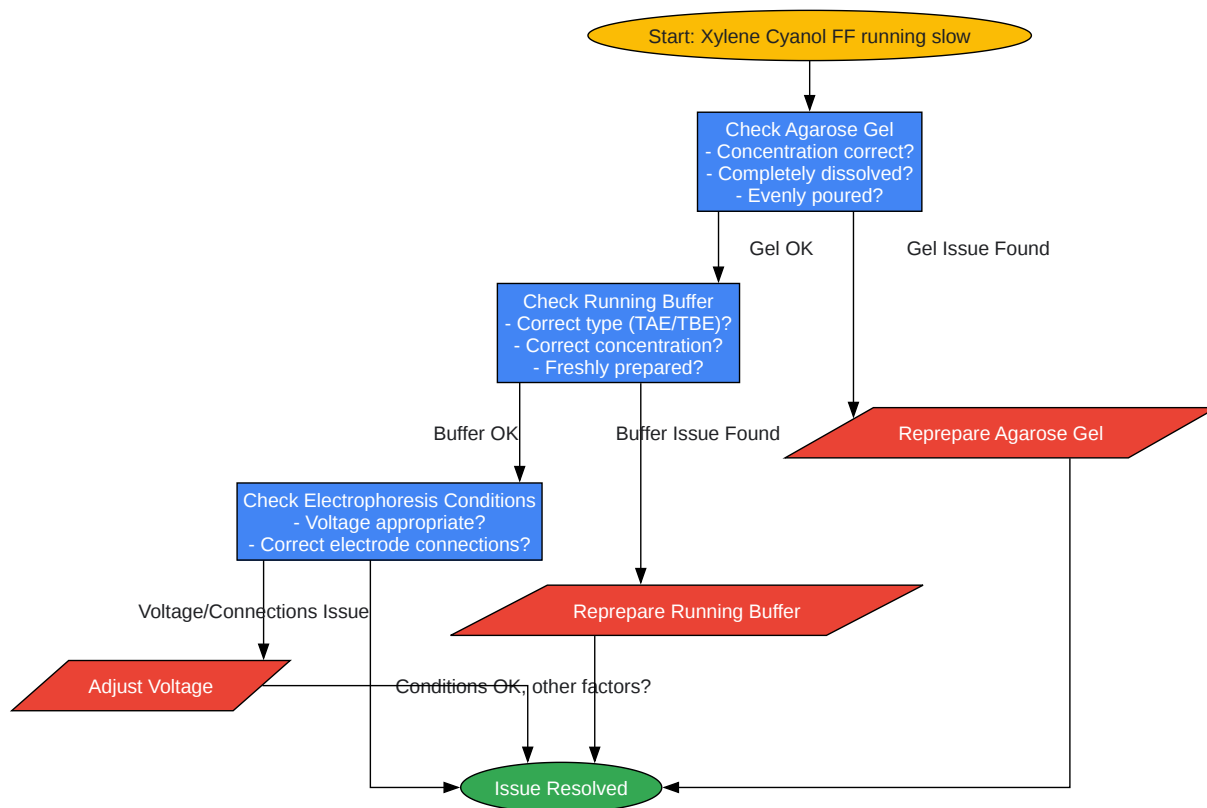 Start: Xylene Cyanol FF running slow
Check Agarose Gel
- Concentration correct?
- Completely dissolved?
- Evenly poured?
Gel OK
Gel Issue Found
Check Running Buffer
- Correct type (TAE/TBE)?
- Correct concentration?
- Freshly prepared?
Buffer OK
Buffer Issue Found
Reprepare Agarose Gel
Check Electrophoresis Conditions
- Voltage appropriate?
- Correct electrode connections?
Voltage/Connections Issue
Reprepare Running Buffer
Adjust Voltage
Conditions OK, other factors?
Issue Resolved